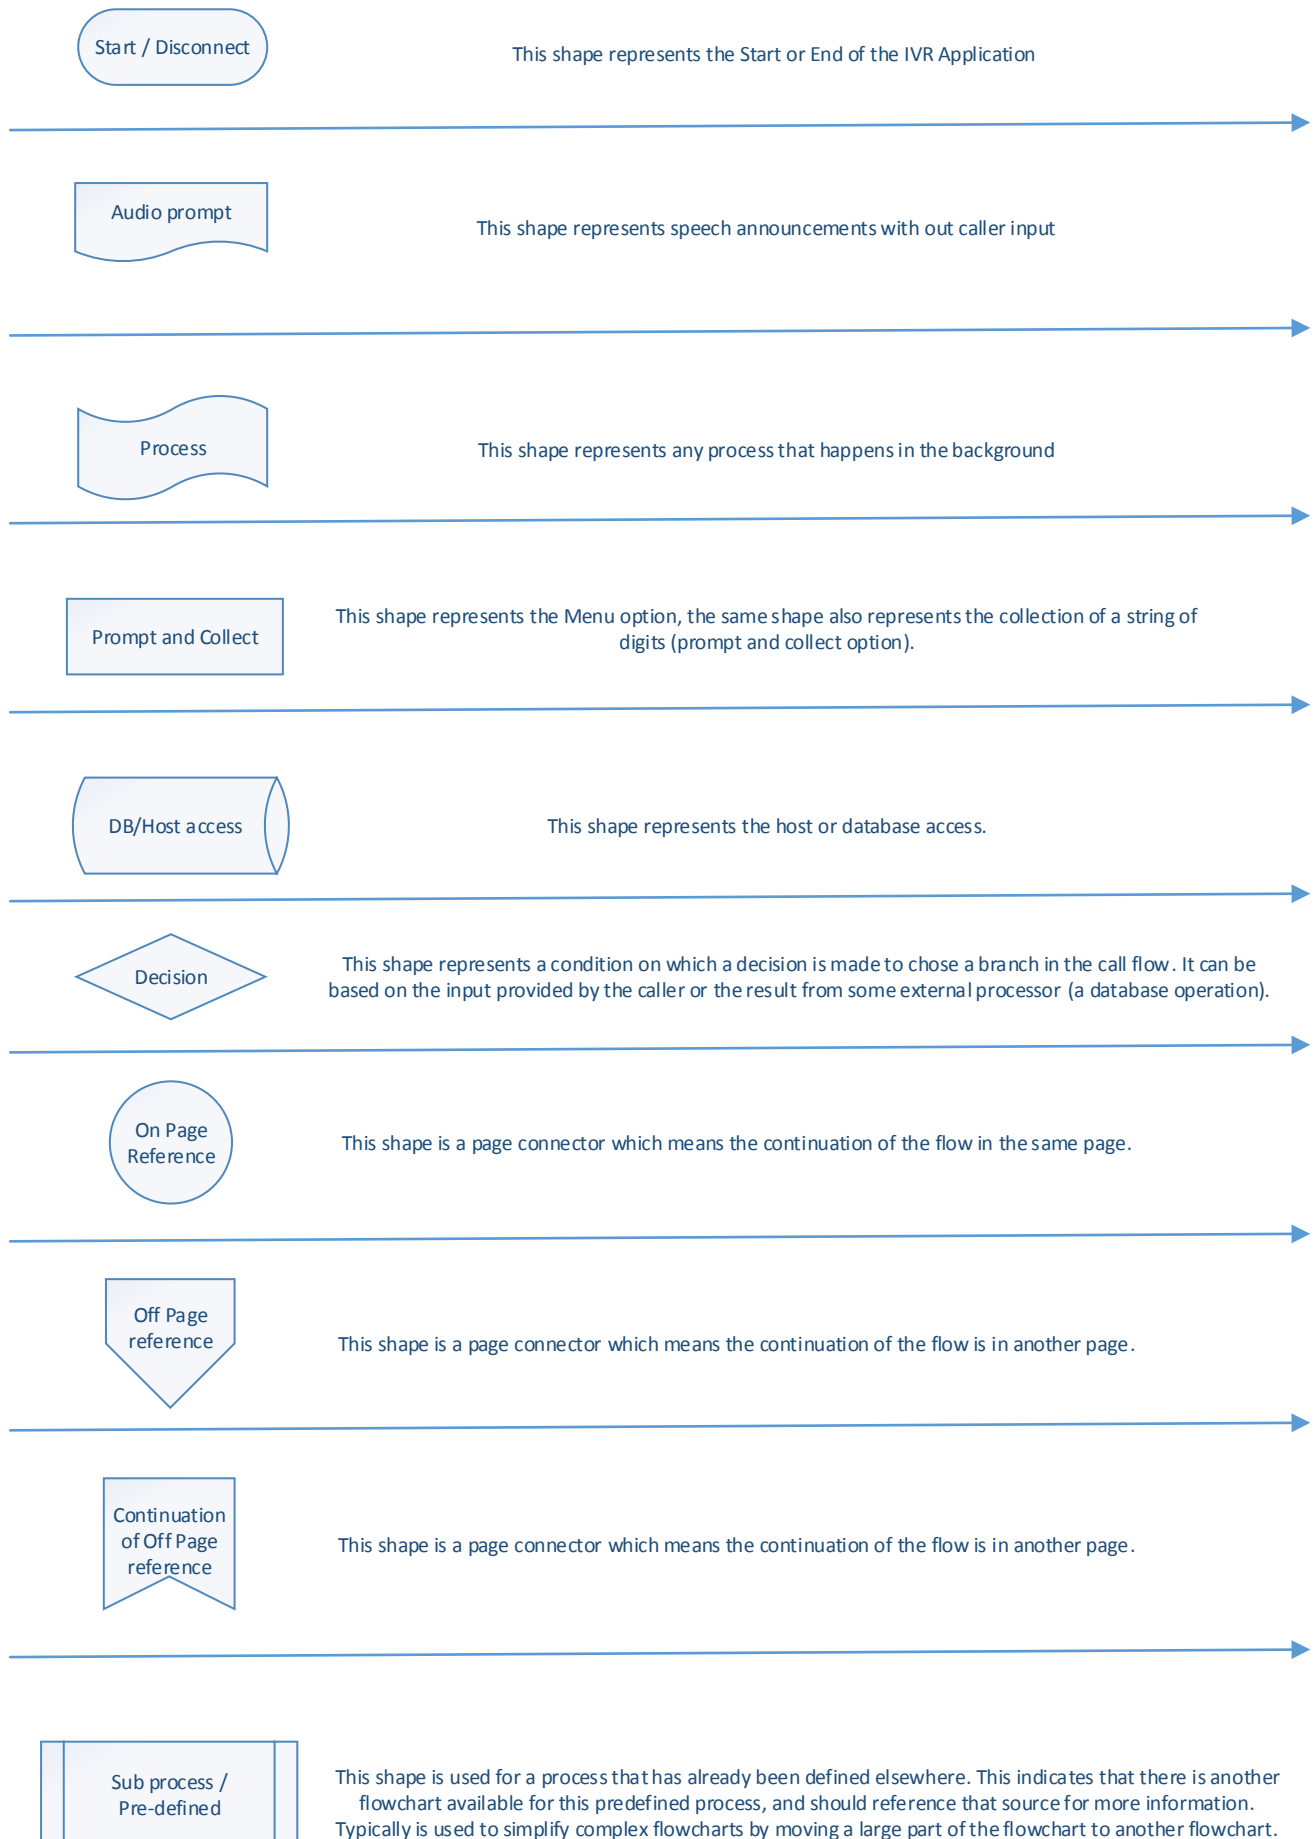 Start / Disconnect
This shape represents the Start or End of the IVR Application
Audio prompt
This shape represents speech announcements with out caller input
Process
This shape represents any process that happens in the background
Prompt and Collect
This shape represents the Menu option, the same shape also represents the collection of a string of
digits (prompt and collect option).
DB/Host access
This shape represents the host or database access.
Decision
This shape represents a condition on which a decision is made to chose a branch in the call flow. It can be
based on the input provided by the caller or the result from some external processor (a database operation).
On Page
Reference
This shape is a page connector which means the continuation of the flow in the same page.
Off Page
reference
This shape is a page connector which means the continuation of the flow is in another page.
Continuation
of Off Page
reference
This shape is a page connector which means the continuation of the flow is in another page.
Sub process /
Pre-defined
This shape is used for a process that has already been defined elsewhere. This indicates that there is another
flowchart available for this predefined process, and should reference that source for more information.
Typically is used to simplify complex flowcharts by moving a large part of the flowchart to another flowchart.